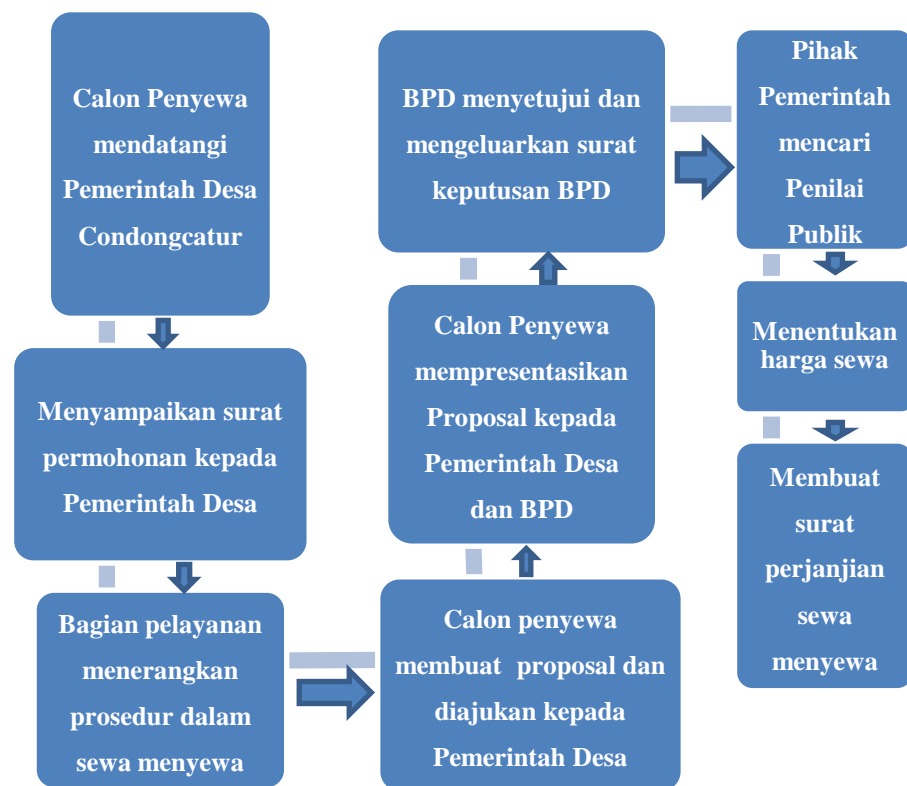 Calon Penyewa
mendatangi
Pemerintah Desa
Condongcatur
Menyampaikan surat
permohonan kepada
Pemerintah Desa
Bagian pelayanan
menerangkan
prosedur dalam
sewa menyewa
Calon penyewa
membuat proposal dan
diajukan kepada
Pemerintah Desa
Calon Penyewa
mempresentasikan
Proposal kepada
Pemerintah Desa
dan BPD
BPD menyetujui dan
mengeluarkan surat
keputusan BPD
Pihak
Pemerintah
mencari
Penilai
Publik
Menentukan
harga sewa
Membuat
surat
perjanjian
sewa
menyewa